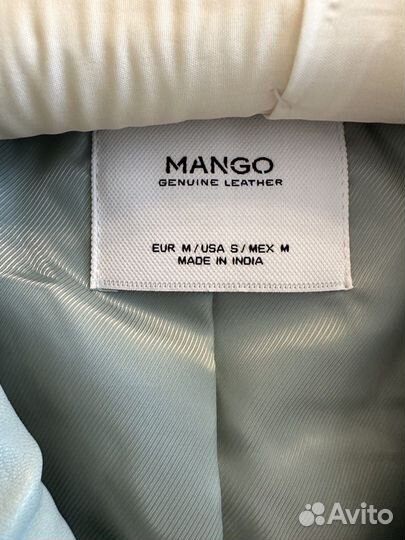 MANGO
GENUINE LEATHER
EUR M/USA S/MEX M
MADE IN INDIA
Avito